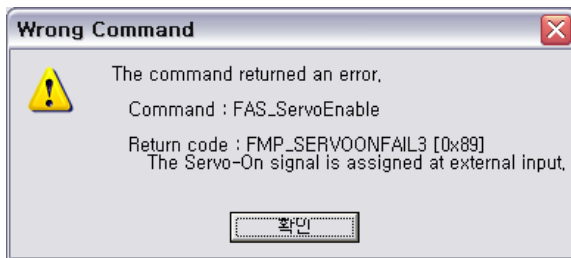 Wrong Command
The command returned an error,
Command : FAS_ServoEnable
Return code : FMP_SERVOONFAIL3 [0x89]
The Servo-On signal is assigned at external input,
확인